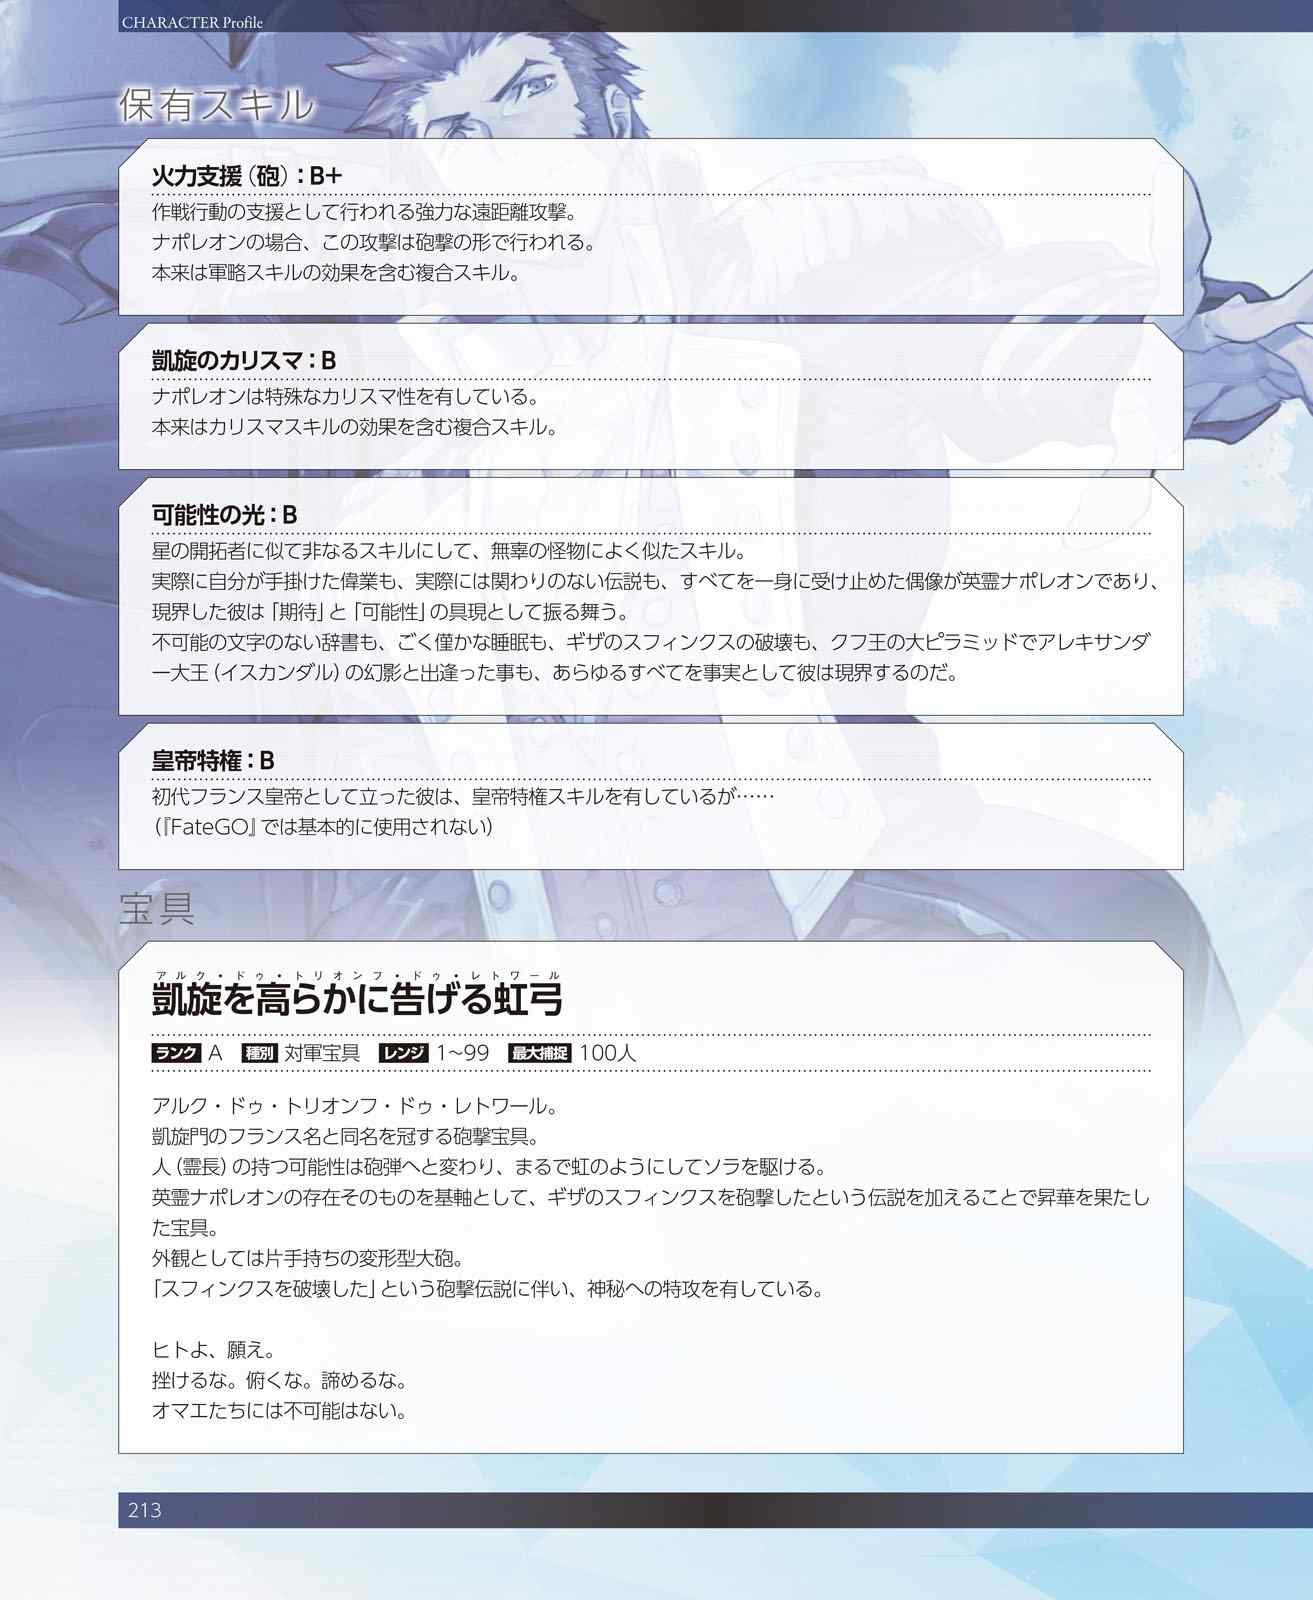 CHARACTER Profile
保有スキル
火力支援（砲）：B+
作戦行動の支援として行われる強力な遠距離攻撃。
ナポレオンの場合、この攻撃は砲撃の形で行われる。
本来は軍略スキルの効果を含む複合スキル。
凱旋のカリスマ：B
ナポレオンは特殊なカリスマ性を有している。
本来はカリスマスキルの効果を含む複合スキル。
可能性の光：B
星の開拓者に似て非なるスキルにして、無辜の怪物によく似たスキル。
実際に自分が手掛けた偉業も、実際には関わりのない伝説も、すべてを一身に受け止めた偶像が英霊ナポレオンであり、
現界した彼は「期待」と「可能性」の具現として振る舞う。
不可能の文字のない辞書も、ごく僅かな睡眠も、ギザのスフィンクスの破壊も、クフ王の大ピラミッドでアレキサンダ
ー大王（イスカンダル）の幻影と出逢った事も、あらゆるすべてを事実として彼は現界するのだ。
皇帝特権：B
初代フランス皇帝として立った彼は、皇帝特権スキルを有しているが……
（『FateGO』では基本的に使用されない）
宝具
アルク・ドゥ・トリオンフ・ドゥ・レトワール
凱旋を高らかに告げる虹弓
ランク A 種別 対軍宝具 レンジ 1~99 最大捕捉 100人
アルク・ドゥ・トリオンフ・ドゥ・レトワール。
凱旋門のフランス名と同名を冠する砲撃宝具。
人（霊長）の持つ可能性は砲弾へと変わり、まるで虹のようにしてソラを駆ける。
英霊ナポレオンの存在そのものを基軸として、ギザのスフィンクスを砲撃したという伝説を加えることで昇華を果たし
た宝具。
外観としては片手持ちの変形型大砲。
「スフィンクスを破壊した」という砲撃伝説に伴い、神秘への特攻を有している。
ヒトよ、願え。
挫けるな。俯くな。諦めるな。
オマエたちには不可能はない。
213